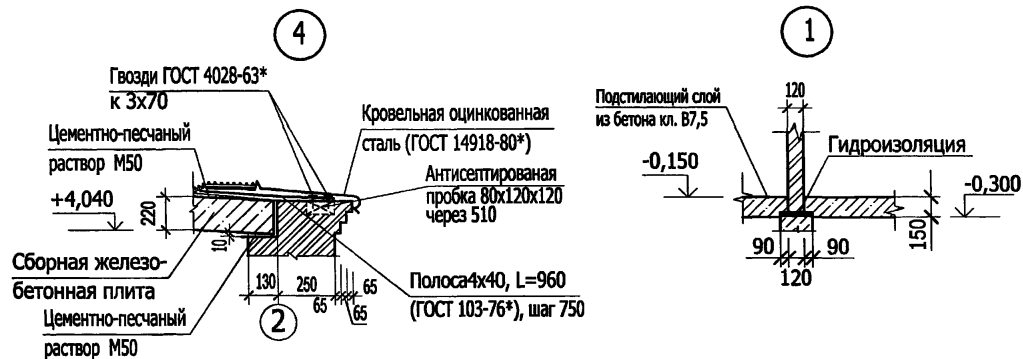 4
Гвозди ГОСТ 4028-63*
к 3х70
Цементно-песчаный
раствор М50
Кровельная оцинкованная
сталь (ГОСТ 14918-80*)
Антисептированая
пробка 80х120х120
через 510
+4,040
220
10
Сборная железо-
бетонная плита
Цементно-песчаный
раствор М50
130
250
65
65
65
2
Полоса4х40, L=960
(ГОСТ 103-76*), шаг 750
1
120
Подстилающий слой
из бетона кл. В7,5
Гидроизоляция
-0,150
-0,300
150
90
90
120